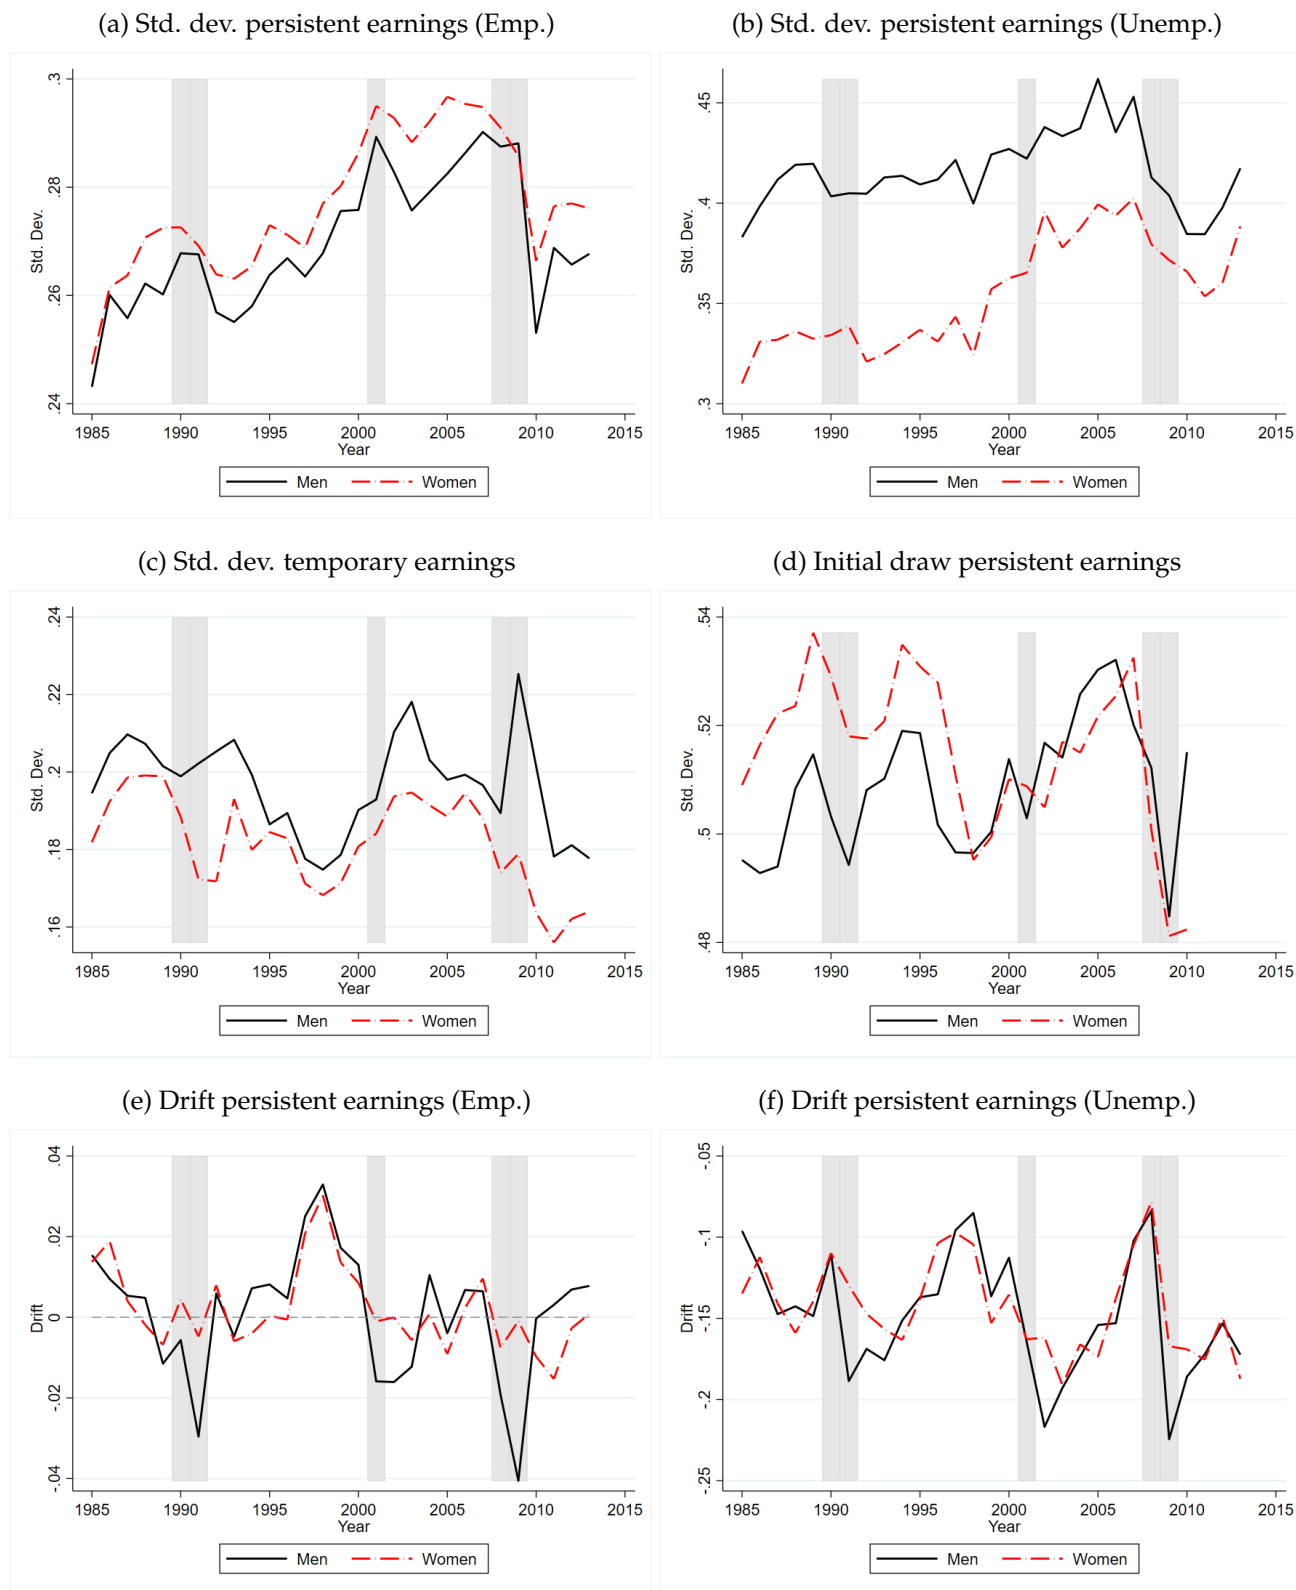 (a) Std. dev. persistent earnings (Emp.)
Std. Dev.
.3
.28
.26
.24
1985 1990 1995 2000 2005 2010 2015
Year
Men Women
(b) Std. dev. persistent earnings (Unemp.)
Std. Dev.
.45
.4
.35
.3
1985 1990 1995 2000 2005 2010 2015
Year
Men Women
(c) Std. dev. temporary earnings
Std. Dev.
.24
.22
.2
.18
.16
1985 1990 1995 2000 2005 2010 2015
Year
Men Women
(d) Initial draw persistent earnings
Std. Dev.
.54
.52
.5
.48
1985 1990 1995 2000 2005 2010 2015
Year
Men Women
(e) Drift persistent earnings (Emp.)
Drift
.04
.02
0
-.02
-.04
1985 1990 1995 2000 2005 2010 2015
Year
Men Women
(f) Drift persistent earnings (Unemp.)
Drift
-.05
-.1
-.15
-.2
-.25
1985 1990 1995 2000 2005 2010 2015
Year
Men Women